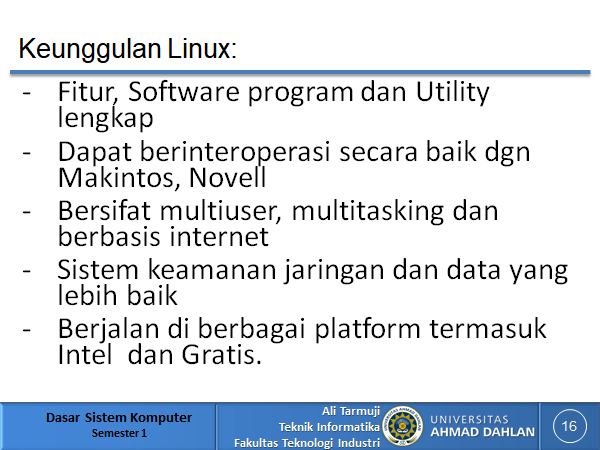 Keunggulan Linux:
- Fitur, Software program dan Utility
lengkap
- Dapat berinteroperasi secara baik dgn
Makintos, Novell
- Bersifat multiuser, multitasking dan
berbasis internet
- Sistem keamanan jaringan dan data yang
lebih baik
- Berjalan di berbagai platform termasuk
Intel  dan Gratis.
Dasar Sistem Komputer
Semester 1
Ali Tarmuji
Teknik Informatika
Fakultas Teknologi Industri
UNIVERSITAS
AHMAD DAHLAN
16